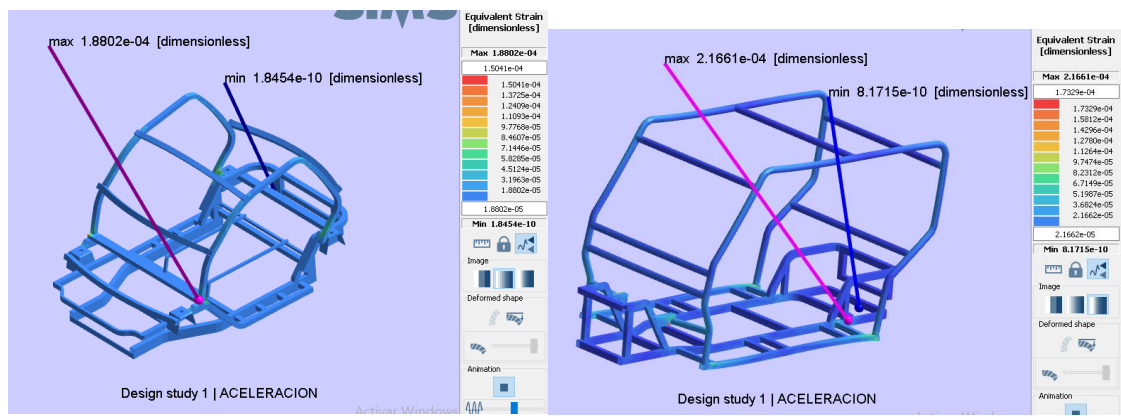 SIMS
max 1.8802e-04 [dimensionless]
min 1.8454e-10 [dimensionless]
Design study 1 | ACELERACION
Activar Windows
Equivalent Strain
[dimensionless]
Max 1.8802e-04
1.5041e-04
1.5041e-04
1.3725e-04
1.2409e-04
1.1093e-04
9.7768e-05
8.4607e-05
7.1446e-05
5.8285e-05
4.5124e-05
3.1963e-05
1.8802e-05
1.8802e-05
Min 1.8454e-10
Image
Deformed shape
Animation
max 2.1661e-04 [dimensionless]
min 8.1715e-10 [dimensionless]
Design study 1 | ACELERACION
Activar Windows
Equivalent Strain
[dimensionless]
Max 2.1661e-04
1.7329e-04
1.7329e-04
1.5812e-04
1.4296e-04
1.2780e-04
1.1264e-04
9.7474e-05
8.2312e-05
6.7149e-05
5.1987e-05
3.6824e-05
2.1662e-05
2.1662e-05
Min 8.1715e-10
Image
Deformed shape
Animation